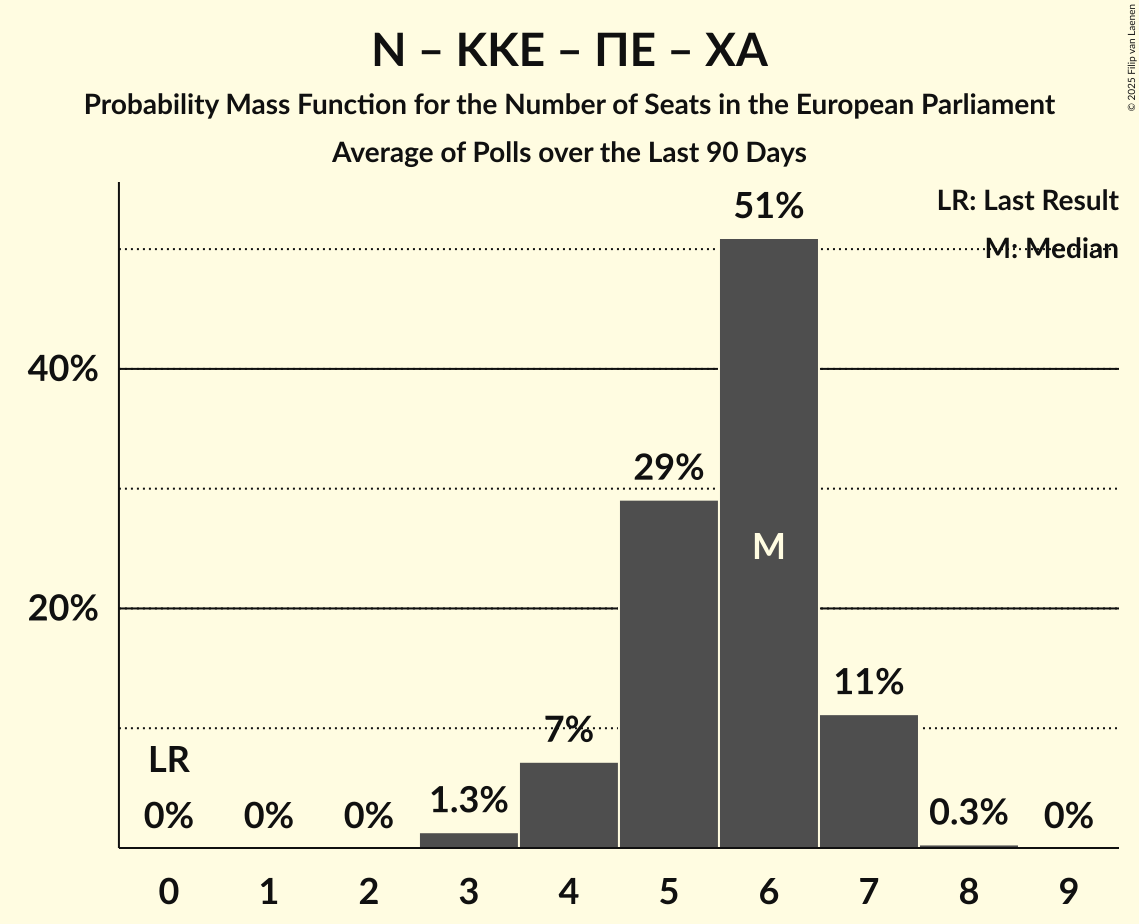 Ν – ΚΚΕ – ΠΕ – ΧΑ
Probability Mass Function for the Number of Seats in the European Parliament
Average of Polls over the Last 90 Days
© 2025 Filip van Laenen
LR: Last Result
M: Median
51%
40%
29%
M
20%
11%
7%
LR
0% 0% 0% 1.3% 0.3% 0%
0 1 2 3 4 5 6 7 8 9